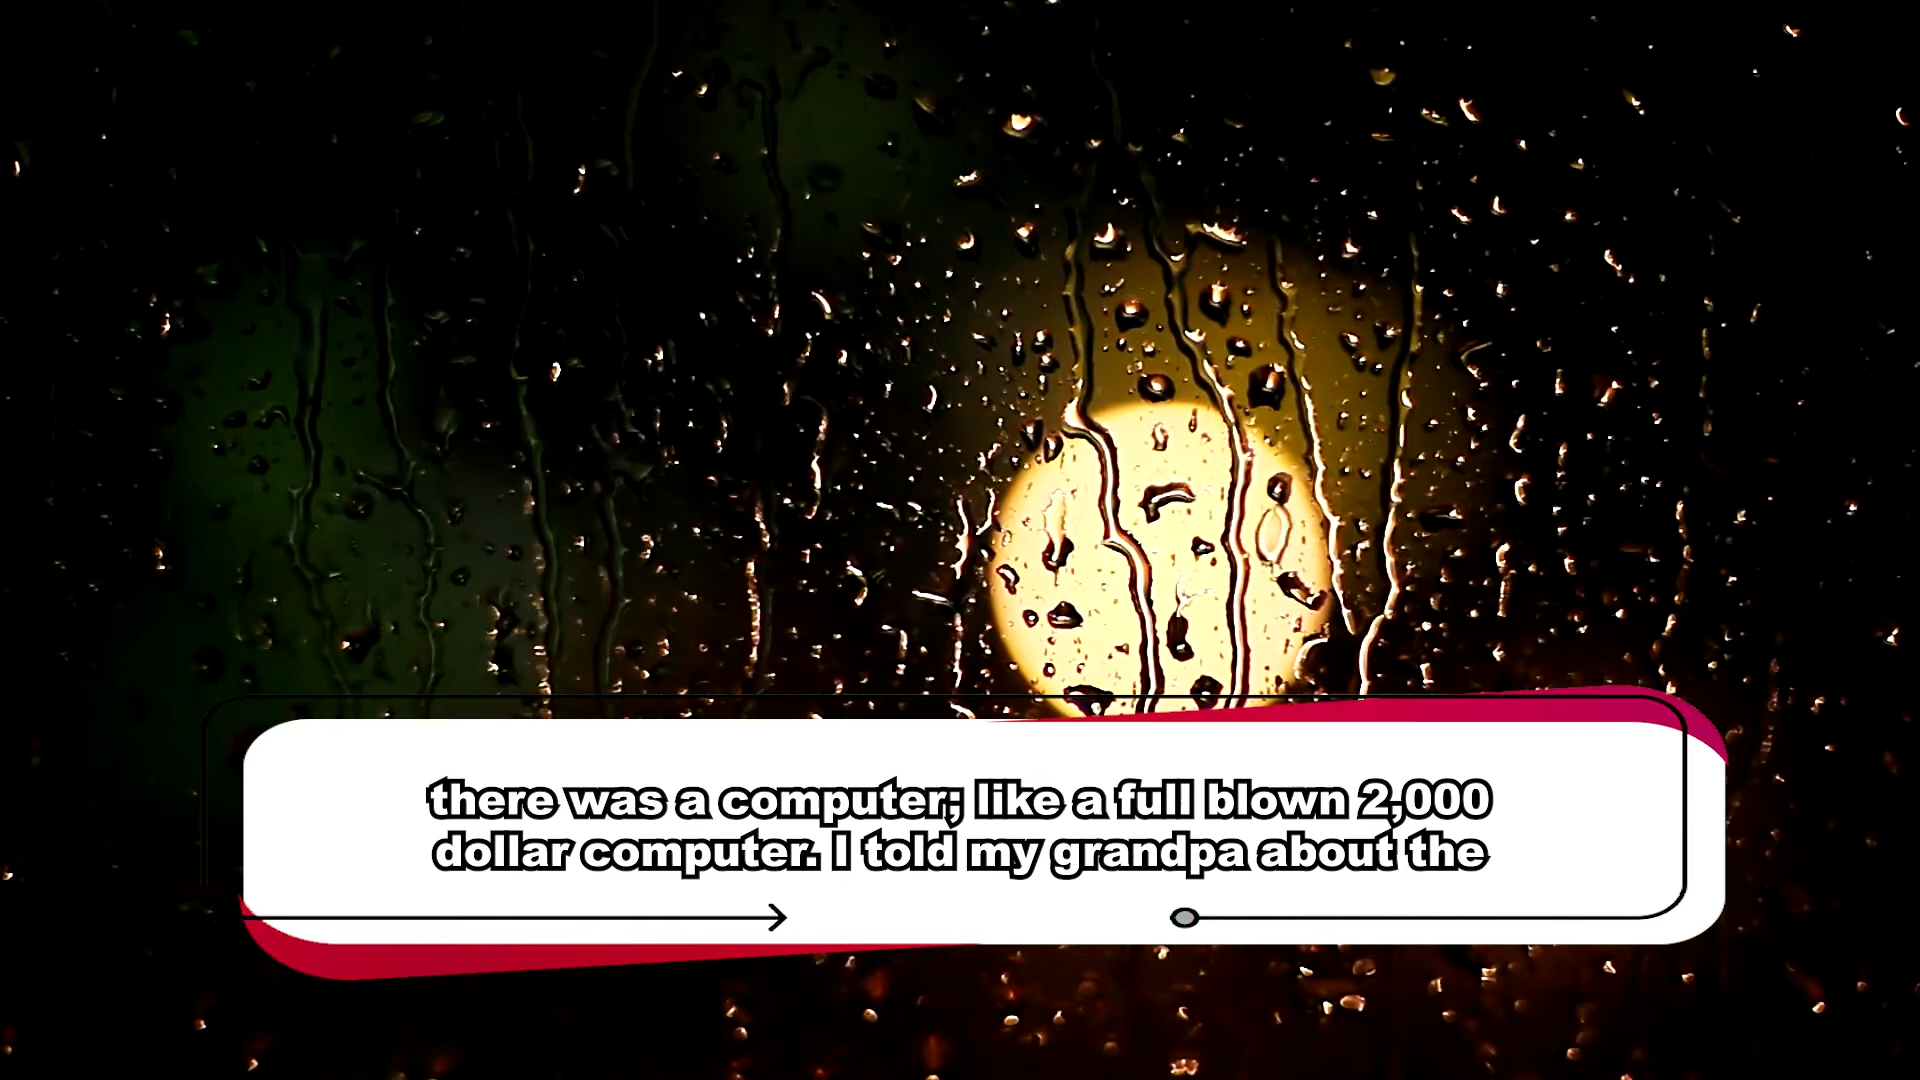 there was a computer; like a full blown 2,000
dollar computer. I told my grandpa about the